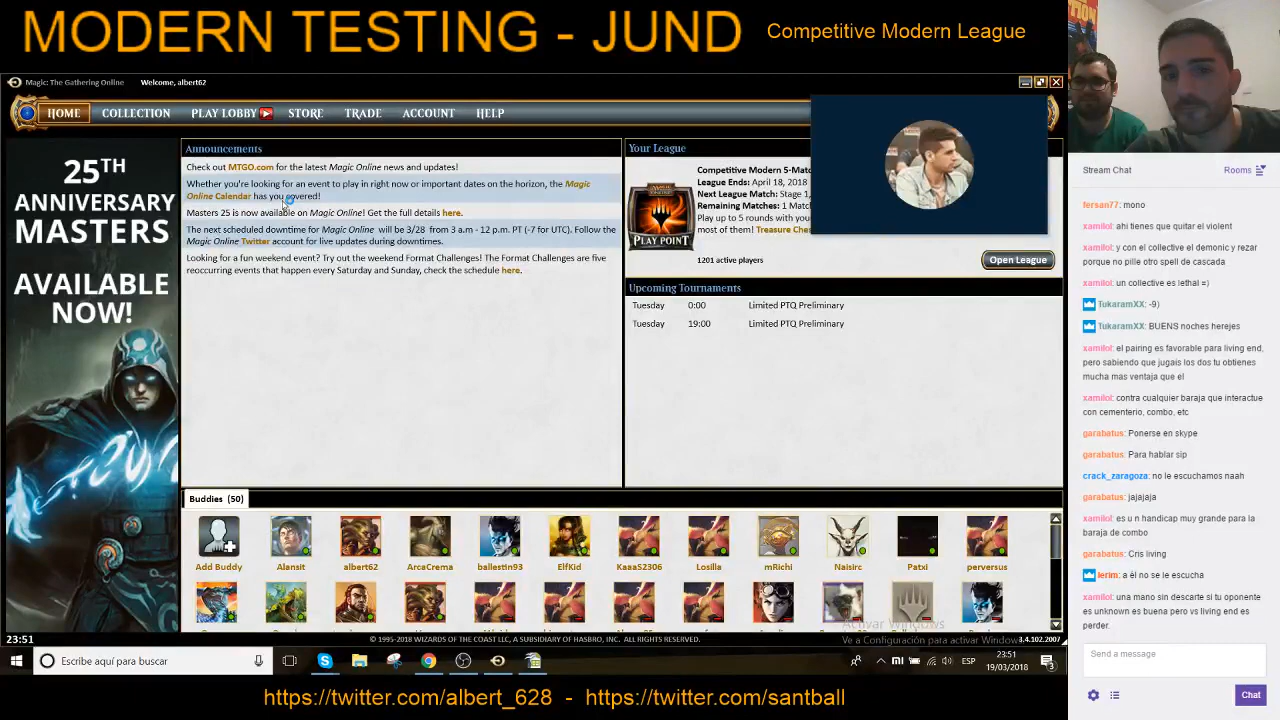 MODERN TESTING - JUND
Competitive Modern League
Magic: The Gathering Online
Welcome, albert62
HOME
COLLECTION
PLAY LOBBY
STORE
TRADE
ACCOUNT
HELP
25TH
ANNIVERSARY
MASTERS
AVAILABLE
NOW!
Announcements
Check out MTGO.com for the latest Magic Online news and updates!
Whether you're looking for an event to play in right now or important dates on the horizon, the Magic
Online Calendar has you covered!
Masters 25 is now available on Magic Online! Get the full details here.
The next scheduled downtime for Magic Online will be 3/28 from 3 a.m - 12 p.m. PT (-7 for UTC). Follow the
Magic Online Twitter account for live updates during downtimes.
Looking for a fun weekend event? Try out the weekend Format Challenges! The Format Challenges are five
reoccurring events that happen every Saturday and Sunday, check the schedule here.
Your League
PLAY POINT
Competitive Modern 5-Mat
League Ends: April 18, 2018
Next League Match: Stage 1,
Remaining Matches: 1 Match
Play up to 5 rounds with your
most of them! Treasure Che
1201 active players
Open League
Upcoming Tournaments
Tuesday 0:00 Limited PTQ Preliminary
Tuesday 19:00 Limited PTQ Preliminary
Buddies (50)
Add Buddy
Alansit
albert62
ArcaCrema
ballestin93
ElfKid
KaaaS2306
Losilla
mRichi
Naisirc
Patxi
perversus
23:51
© 1995-2018 WIZARDS OF THE COAST LLC, A SUBSIDIARY OF HASBRO, INC. ALL RIGHTS RESERVED.
3.4.102.2007
Activar Windows
Ve a Configuración para activar Windows
Escribe aquí para buscar
ESP
23:51
19/03/2018
3
https://twitter.com/albert_628 - https://twitter.com/santball
Stream Chat
Rooms
fersan77: mono
xamilol: ahi tienes que quitar el violent
xamilol: y con el collective el demonic y rezar
porque no pille otro spell de cascada
xamilol: un collective es lethal =)
TukaramXX: -9)
TukaramXX: BUENS noches herejes
xamilol: el pairing es favorable para living end,
pero sabiendo que jugais los dos tu obtienes
mucha mas ventaja que el
xamilol: contra cualquier baraja que interactue
con cementerio, combo, etc
garabatus: Ponerse en skype
garabatus: Para hablar sip
crack_zaragoza: no le escuchamos naah
garabatus: jajajaja
xamilol: es u n handicap muy grande para la
baraja de combo
garabatus: Cris living
lerim: a él no se le escucha
xamilol: una mano sin descarte si tu oponente
es unknown es buena pero vs living end es
perder.
Send a message
Chat